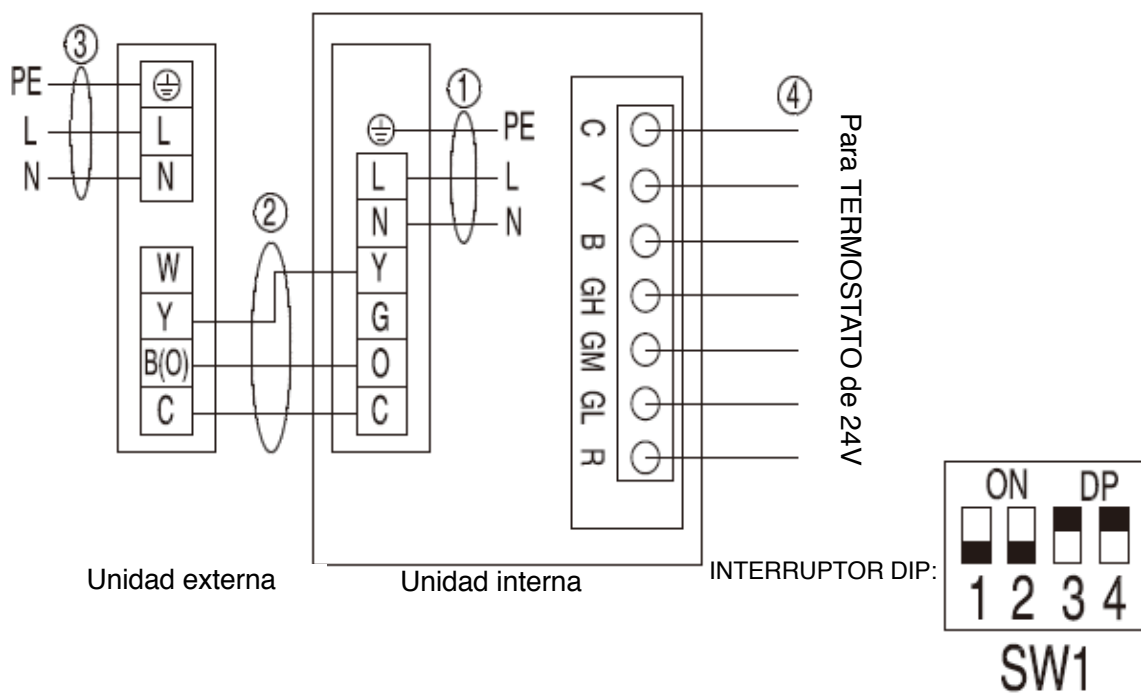 ③
PE
L
N
⏚
L
N
W
Y
B(O)
C
②
①
⏚
L
N
Y
G
O
C
PE
L
N
C
Y
B
GH
GM
GL
R
④
Para TERMOSTATO de 24V
Unidad externa
Unidad interna
INTERRUPTOR DIP:
ON DP
1 2 3 4
SW1